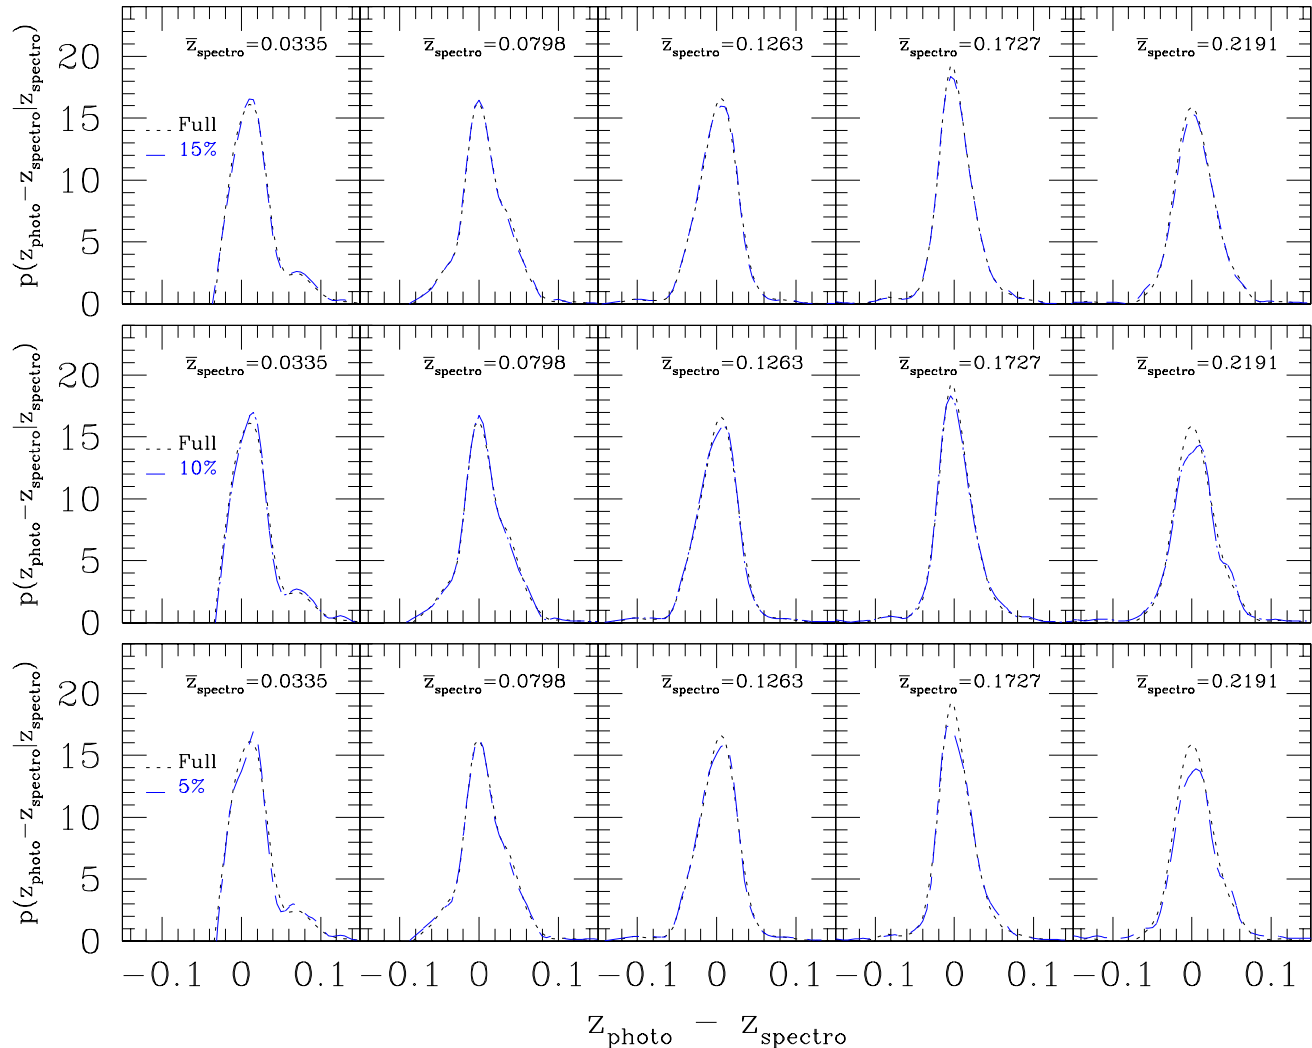 z̅spectro=0.0335 z̅spectro=0.0798 z̅spectro=0.1263 z̅spectro=0.1727 z̅spectro=0.2191
p(zphoto−zspectro|zspectro)
20
15
10
5
0
Full
15%
z̅spectro=0.0335 z̅spectro=0.0798 z̅spectro=0.1263 z̅spectro=0.1727 z̅spectro=0.2191
p(zphoto−zspectro|zspectro)
20
15
10
5
0
Full
10%
z̅spectro=0.0335 z̅spectro=0.0798 z̅spectro=0.1263 z̅spectro=0.1727 z̅spectro=0.2191
p(zphoto−zspectro|zspectro)
20
15
10
5
0
Full
5%
−0.1 0 0.1 −0.1 0 0.1 −0.1 0 0.1 −0.1 0 0.1 −0.1 0 0.1
zphoto − zspectro